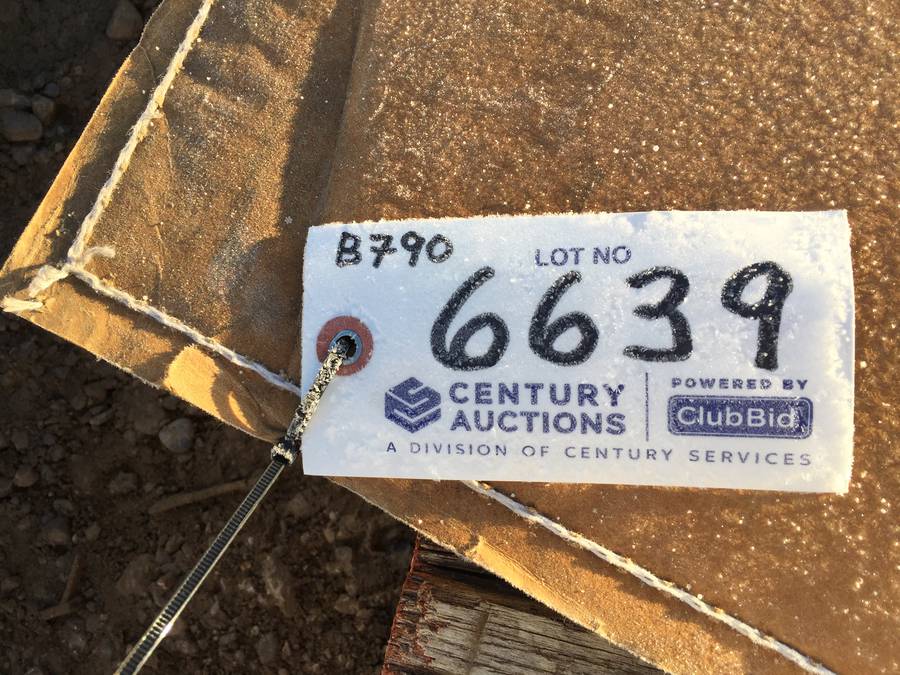 B790
LOT NO
6639
CENTURY
AUCTIONS
POWERED BY
ClubBid
A DIVISION OF CENTURY SERVICES